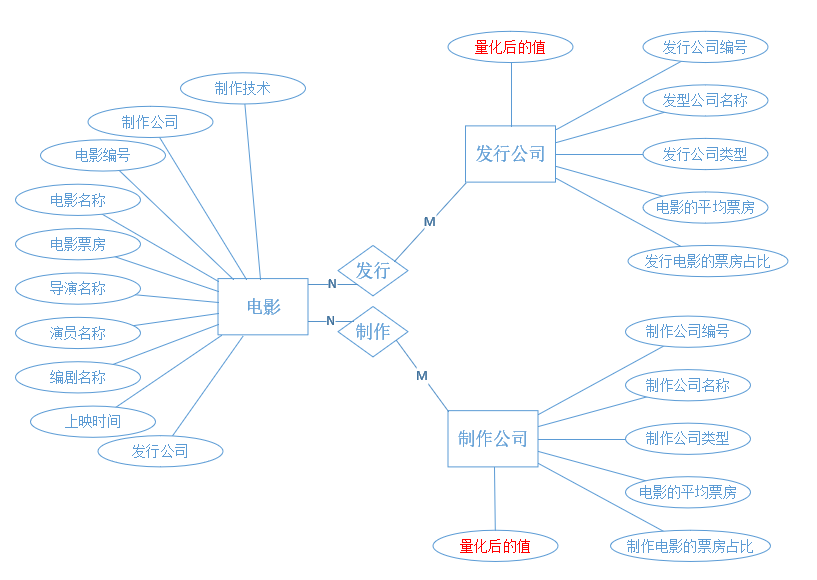 量化后的值
发行公司编号
制作技术
发型公司名称
制作公司
电影编号
发行公司
发行公司类型
电影名称
电影的平均票房
M
电影票房
发行电影的票房占比
发行
N
导演名称
电影
N
制作
制作公司编号
演员名称
编剧名称
M
制作公司名称
上映时间
发行公司
制作公司
制作公司类型
电影的平均票房
量化后的值
制作电影的票房占比